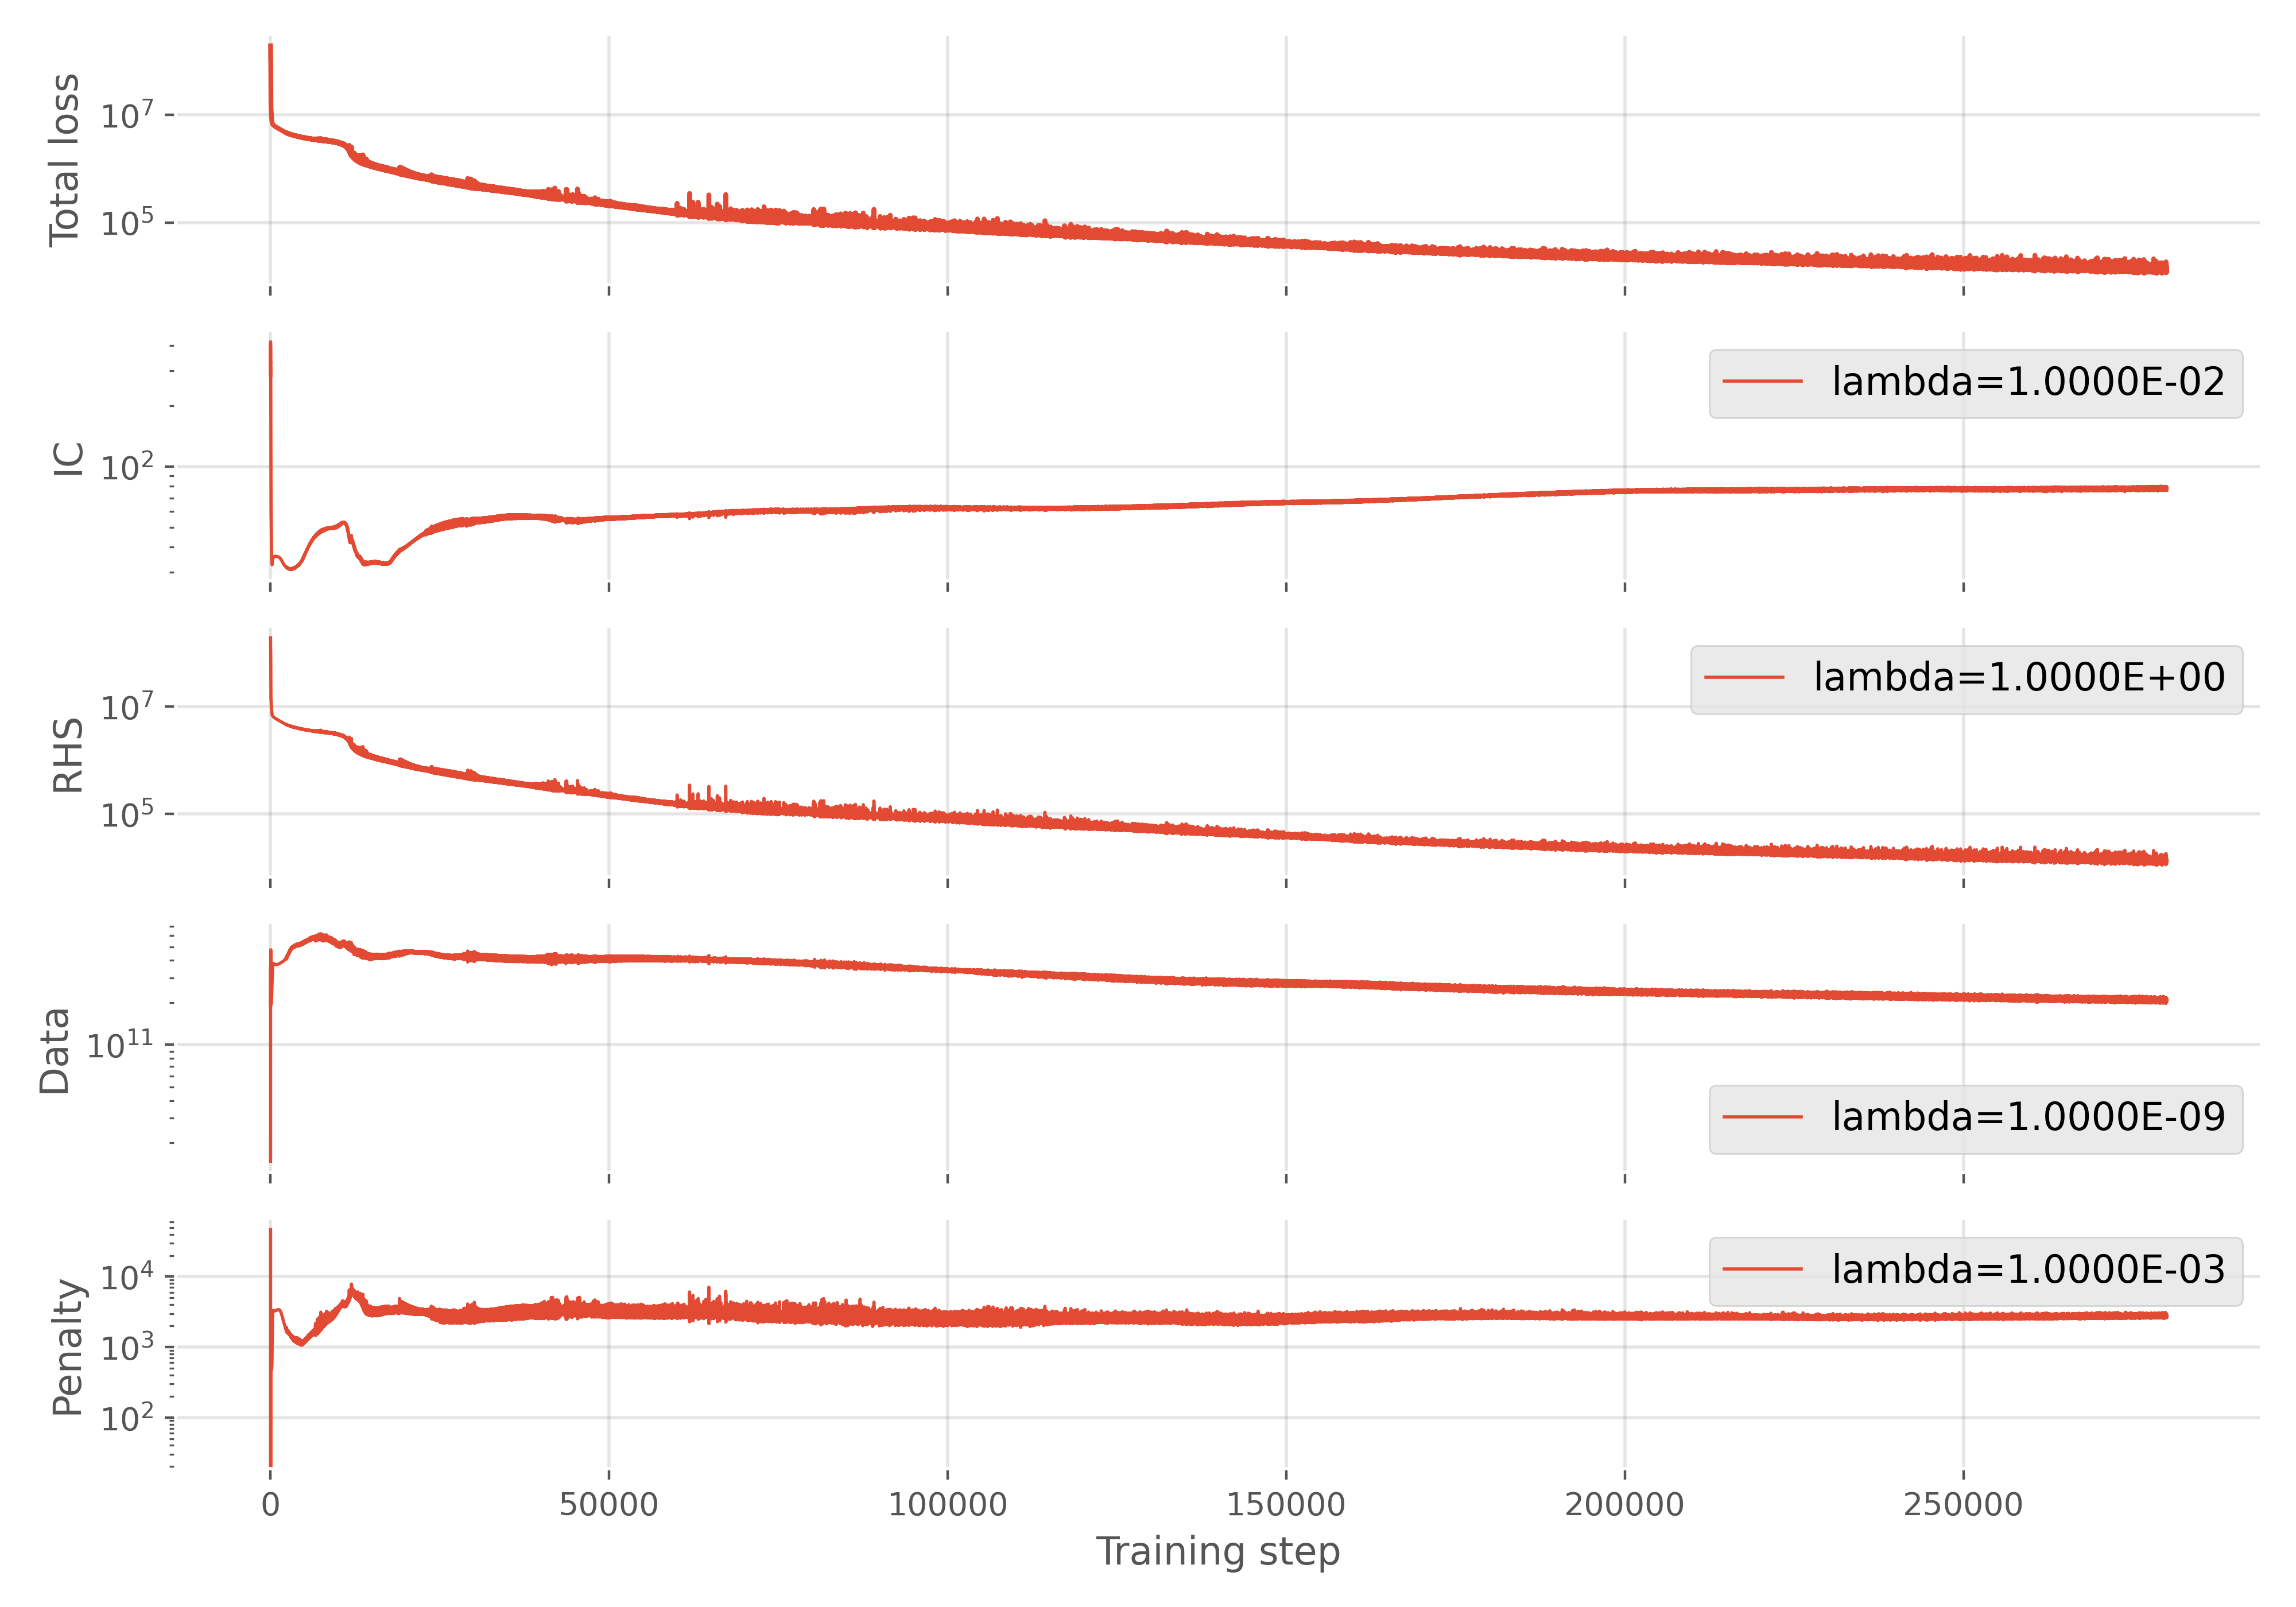 Total loss
10^7
10^5
IC
10^2
lambda=1.0000E-02
RHS
10^7
10^5
lambda=1.0000E+00
Data
10^11
lambda=1.0000E-09
Penalty
10^4
10^3
10^2
lambda=1.0000E-03
0 50000 100000 150000 200000 250000
Training step